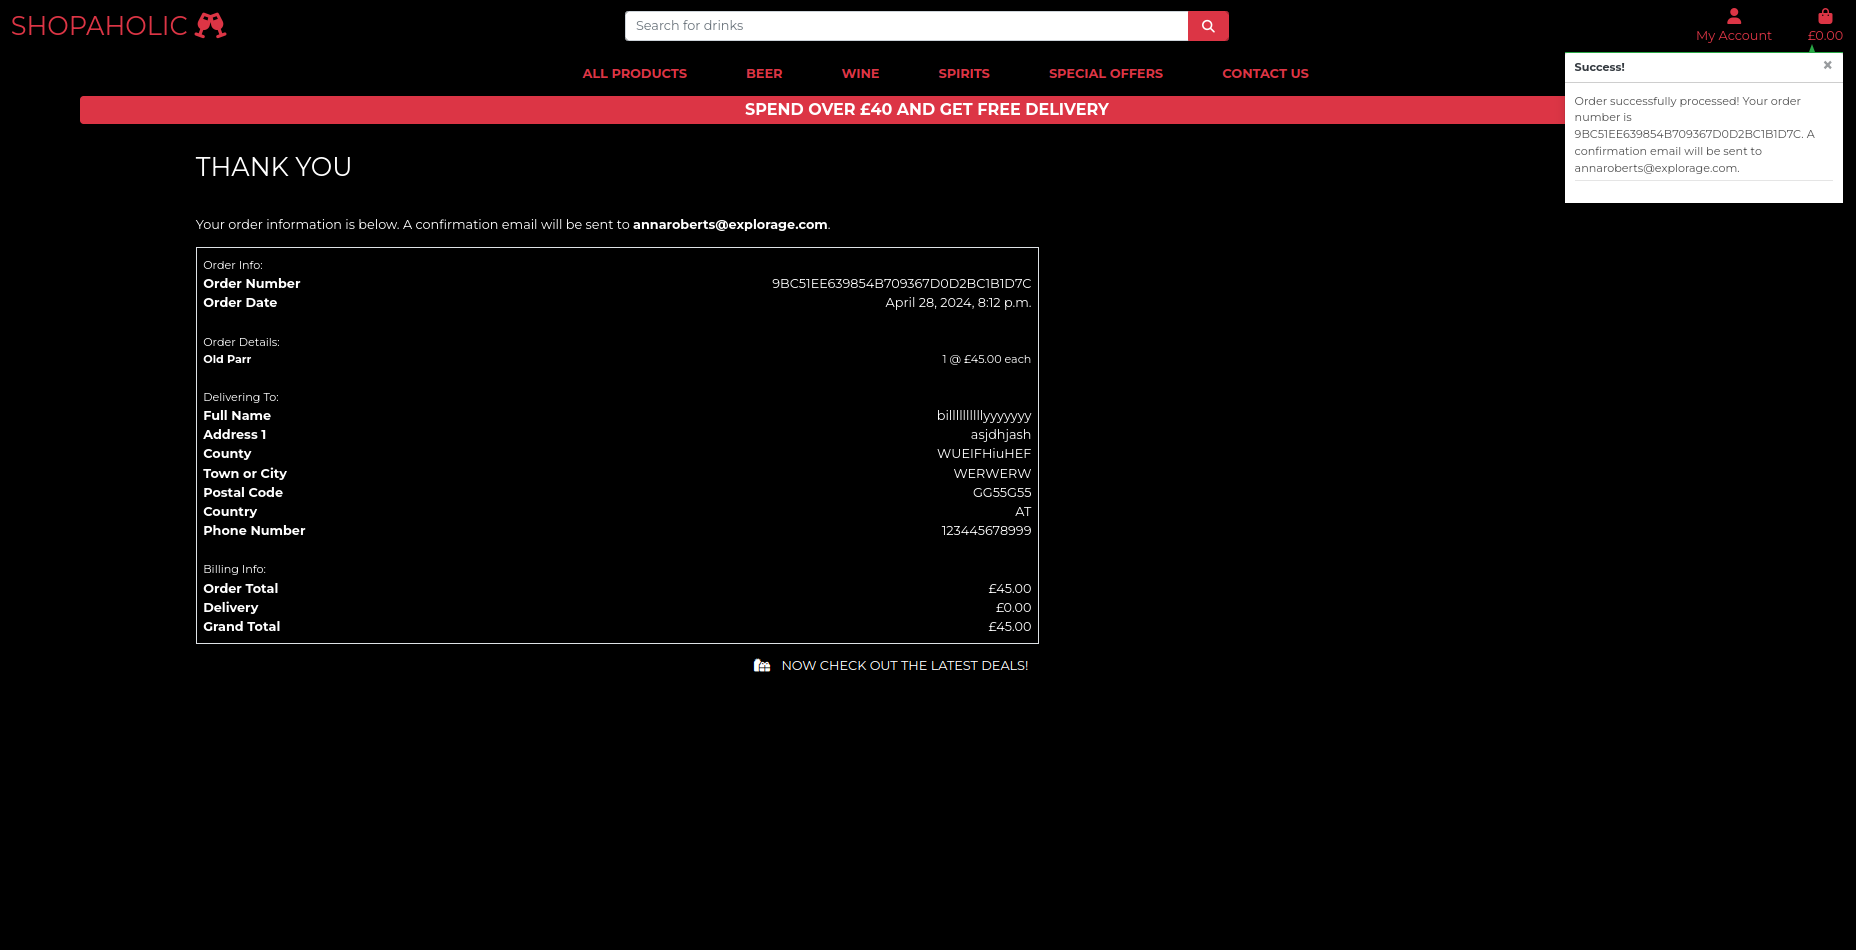 SHOPAHOLIC
Search for drinks
My Account
£0.00
ALL PRODUCTS BEER WINE SPIRITS SPECIAL OFFERS CONTACT US
SPEND OVER £40 AND GET FREE DELIVERY
Success!
×
Order successfully processed! Your order
number is
9BC51EE639854B709367D0D2BC1B1D7C. A
confirmation email will be sent to
annaroberts@explorage.com.
THANK YOU
Your order information is below. A confirmation email will be sent to annaroberts@explorage.com.
Order Info:
Order Number 9BC51EE639854B709367D0D2BC1B1D7C
Order Date April 28, 2024, 8:12 p.m.
Order Details:
Old Parr 1 @ £45.00 each
Delivering To:
Full Name billlllllllllyyyyyyy
Address 1 asjdhjash
County WUEIFHiuHEF
Town or City WERWERW
Postal Code GG55G55
Country AT
Phone Number 123445678999
Billing Info:
Order Total £45.00
Delivery £0.00
Grand Total £45.00
NOW CHECK OUT THE LATEST DEALS!